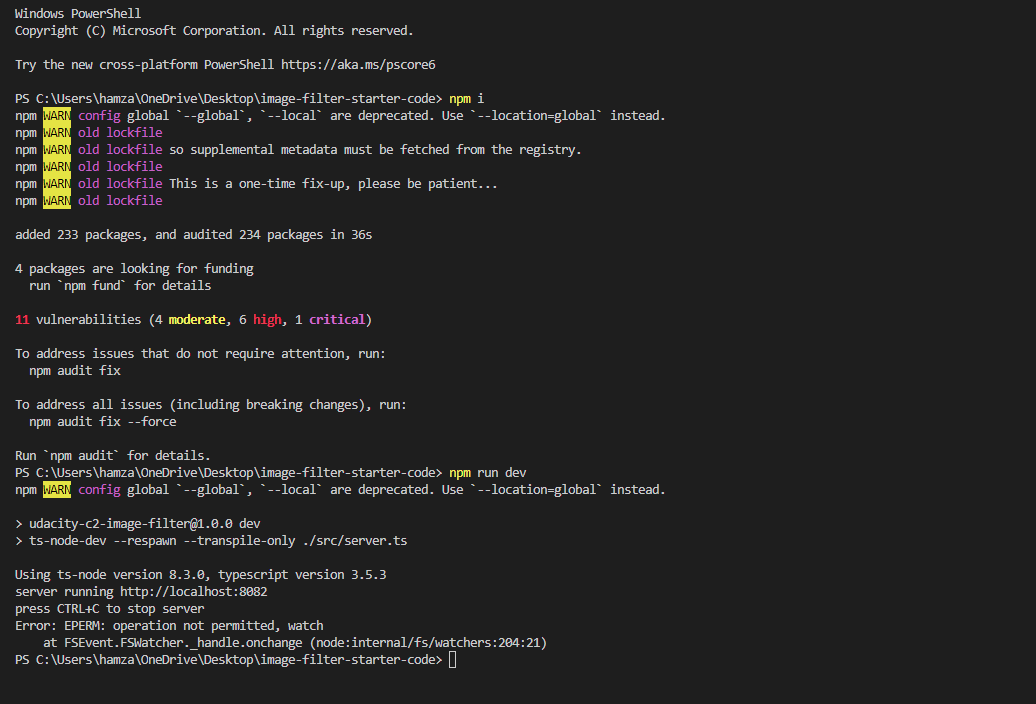 Windows PowerShell
Copyright (C) Microsoft Corporation. All rights reserved.
Try the new cross-platform PowerShell https://aka.ms/pscore6
PS C:\Users\hamza\OneDrive\Desktop\image-filter-starter-code> npm i
npm WARN config global `--global`, `--local` are deprecated. Use `--location=global` instead.
npm WARN old lockfile
npm WARN old lockfile so supplemental metadata must be fetched from the registry.
npm WARN old lockfile
npm WARN old lockfile This is a one-time fix-up, please be patient...
npm WARN old lockfile
added 233 packages, and audited 234 packages in 36s
4 packages are looking for funding
  run `npm fund` for details
11 vulnerabilities (4 moderate, 6 high, 1 critical)
To address issues that do not require attention, run:
  npm audit fix
To address all issues (including breaking changes), run:
  npm audit fix --force
Run `npm audit` for details.
PS C:\Users\hamza\OneDrive\Desktop\image-filter-starter-code> npm run dev
npm WARN config global `--global`, `--local` are deprecated. Use `--location=global` instead.
> udacity-c2-image-filter@1.0.0 dev
> ts-node-dev --respawn --transpile-only ./src/server.ts
Using ts-node version 8.3.0, typescript version 3.5.3
server running http://localhost:8082
press CTRL+C to stop server
Error: EPERM: operation not permitted, watch
    at FSEvent.FSWatcher._handle.onchange (node:internal/fs/watchers:204:21)
PS C:\Users\hamza\OneDrive\Desktop\image-filter-starter-code>